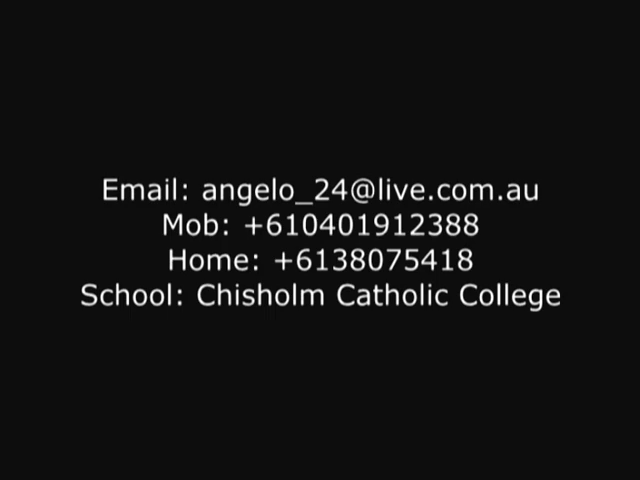 Email: angelo_24@live.com.au
Mob: +610401912388
Home: +6138075418
School: Chisholm Catholic College